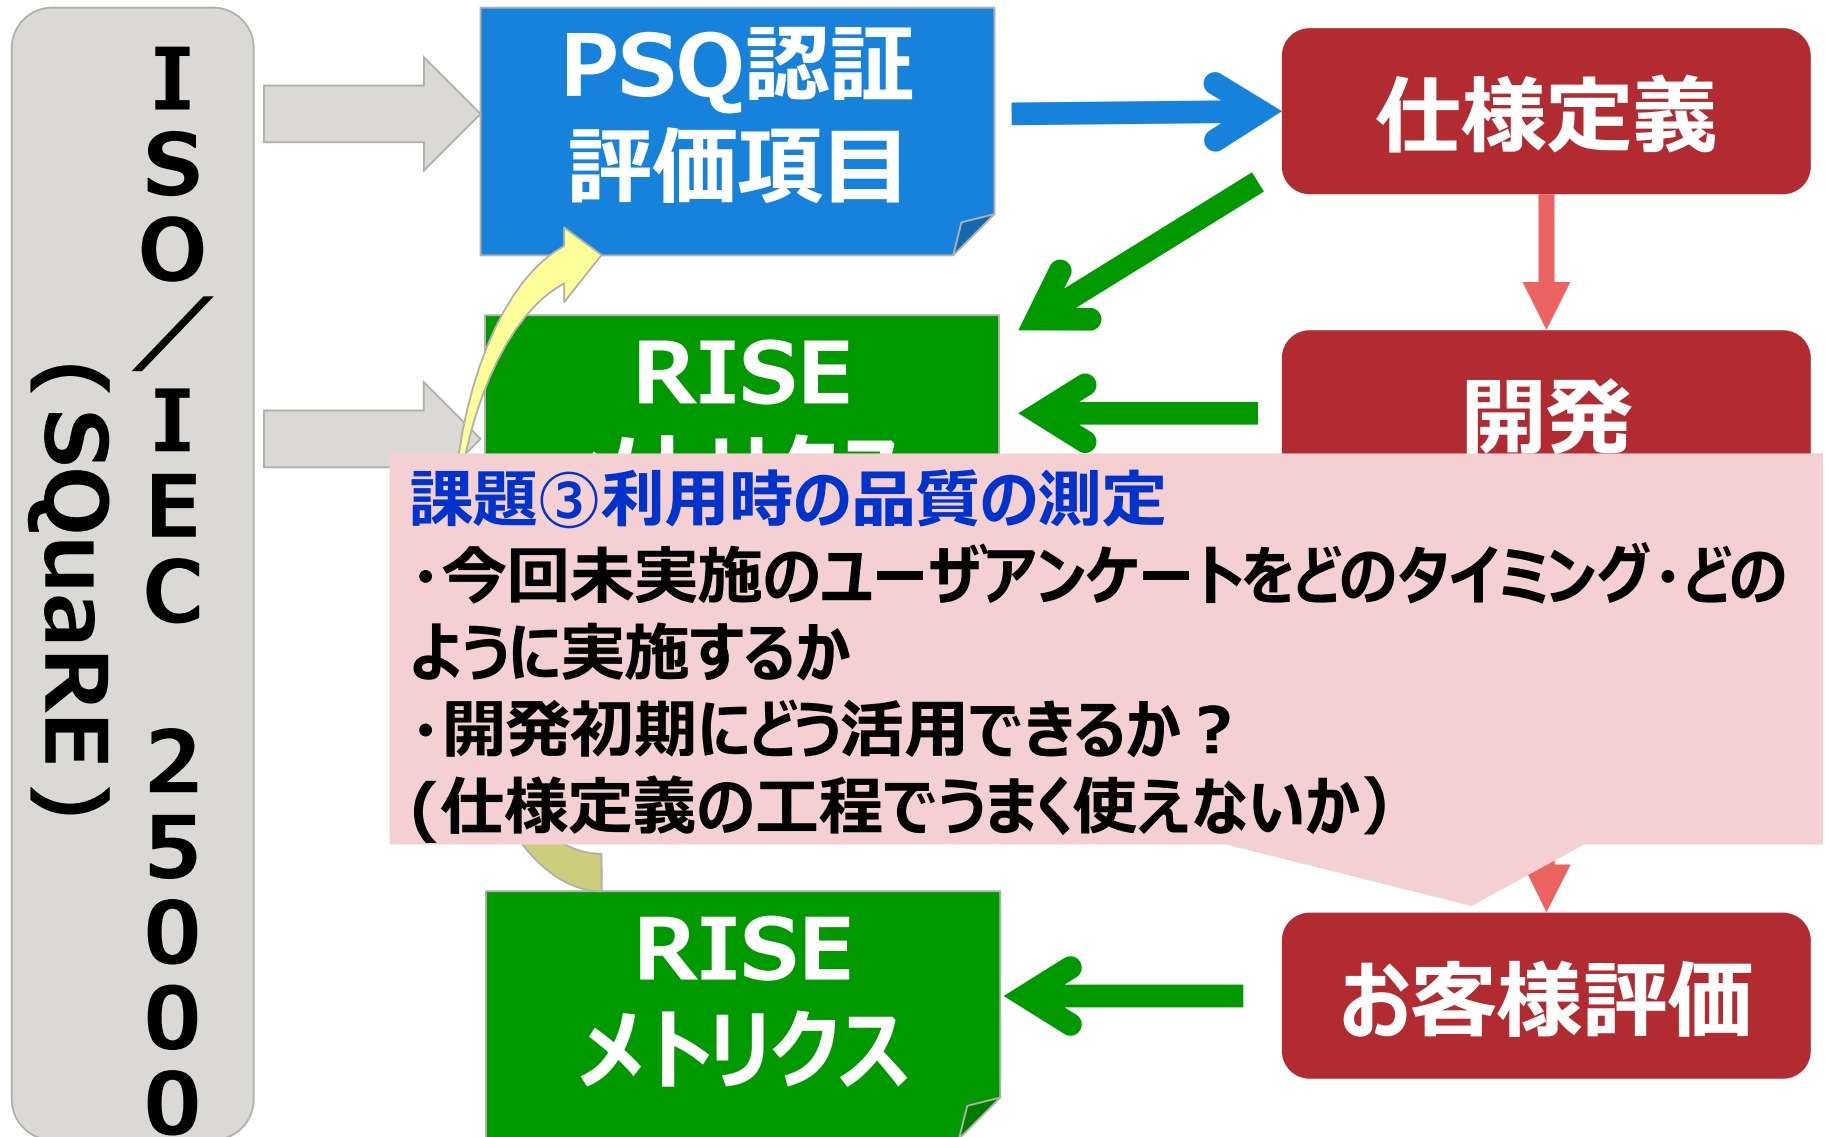 ISO／IEC 25000
(SQuaRE)
PSQ認証
評価項目
仕様定義
RISE
メトリクス
開発
課題③利用時の品質の測定
・今回未実施のユーザアンケートをどのタイミング・どの
ように実施するか
・開発初期にどう活用できるか？
(仕様定義の工程でうまく使えないか）
RISE
メトリクス
お客様評価